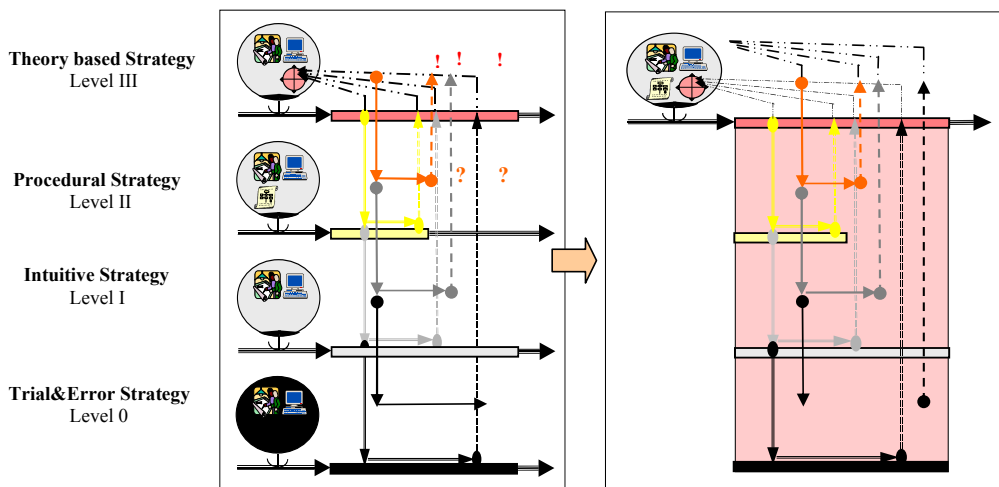 Theory based Strategy
Level III
! ! !
Procedural Strategy
Level II
? ?
Intuitive Strategy
Level I
Trial&Error Strategy
Level 0